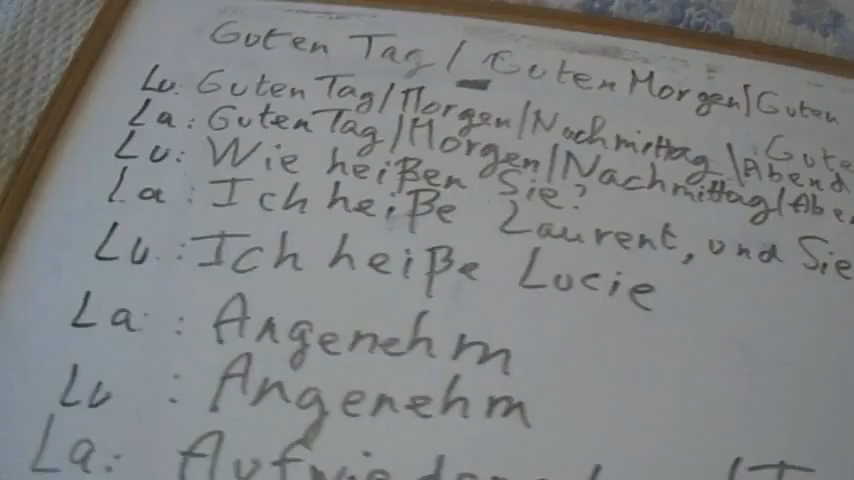 Guten Tag / Guten Morgen / Guten
Lu: Guten Tag / Morgen / Nachmittag / Abend
La: Guten Tag / Morgen / Nachmittag /
Lu: Wie heißen Sie?
La: Ich heiße Laurent, und Sie
Lu: Ich heiße Lucie
La: Angenehm
Lu: Angenehm
La: